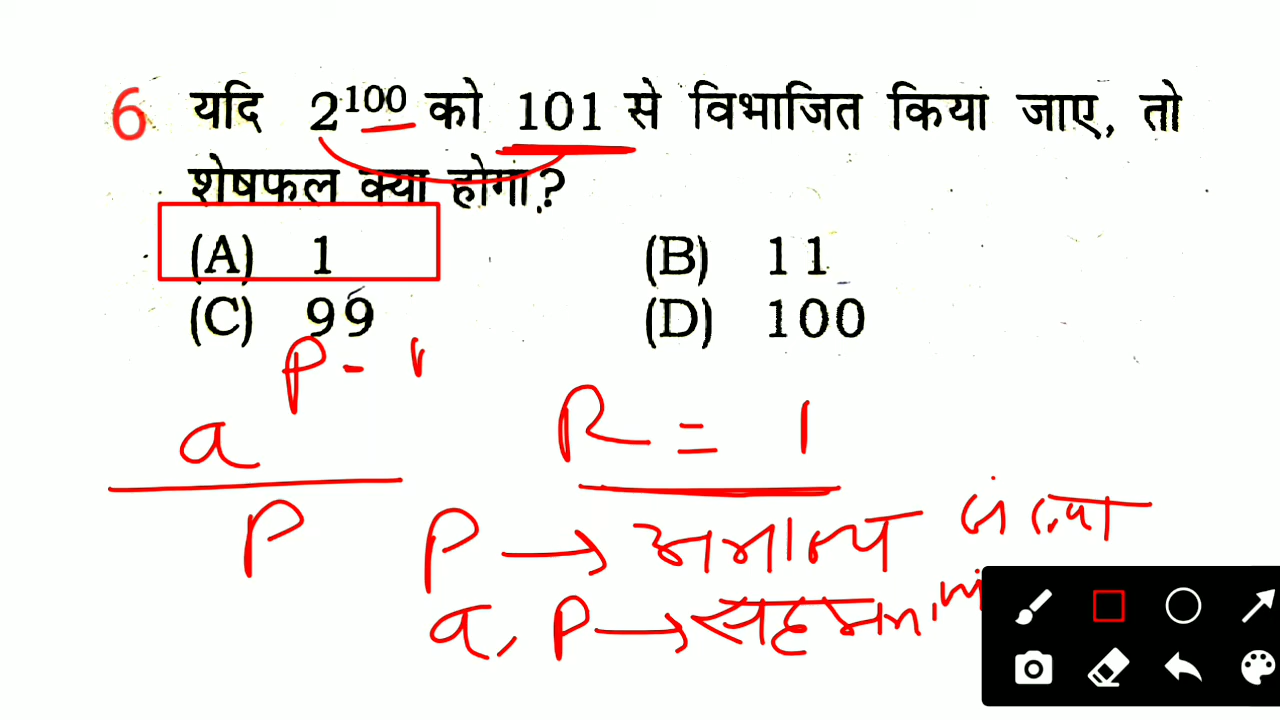 6 यदि 2¹⁰⁰ को 101 से विभाजित किया जाए, तो
शेषफल क्या होगा?
(A) 1 (B) 11
(C) 99 (D) 100
a^P-1
P
R = 1
P → अभाज्य संख्या
a, P →